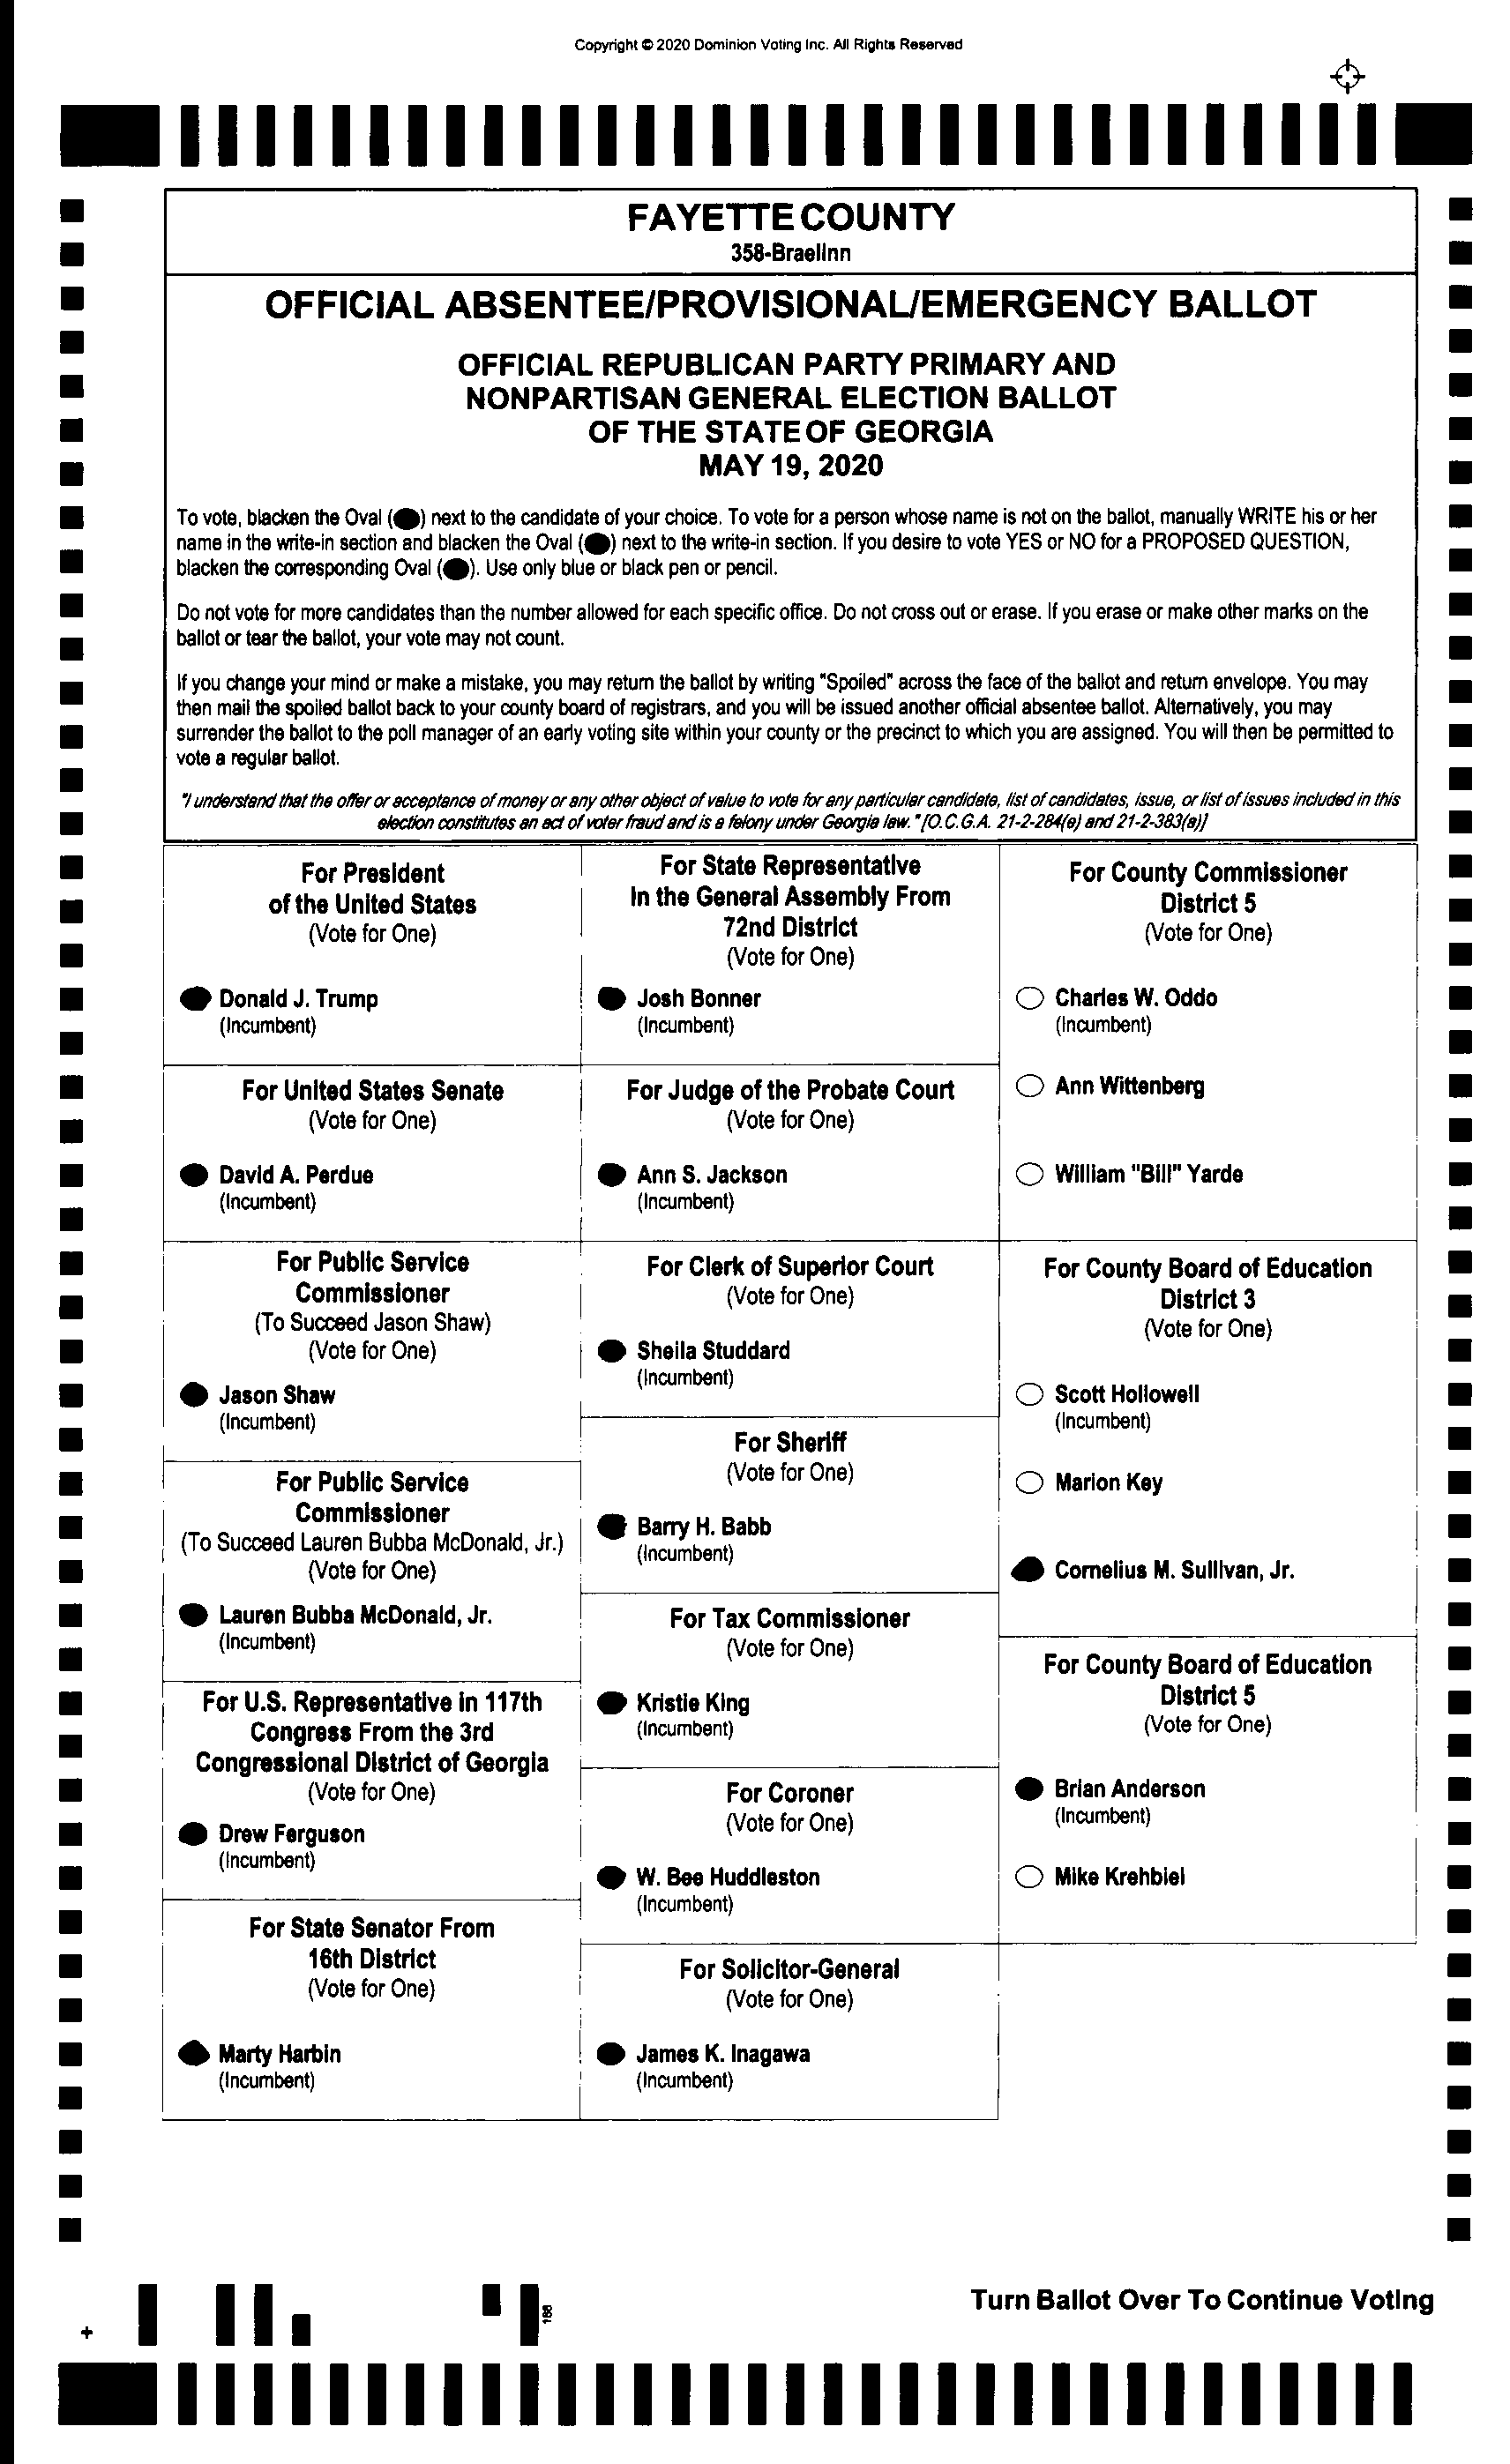 Copyright © 2020 Dominion Voting Inc. All Rights Reserved
FAYETTE COUNTY
358-Braelinn
OFFICIAL ABSENTEE/PROVISIONAL/EMERGENCY BALLOT
OFFICIAL REPUBLICAN PARTY PRIMARY AND
NONPARTISAN GENERAL ELECTION BALLOT
OF THE STATE OF GEORGIA
MAY 19, 2020
To vote, blacken the Oval (⬬) next to the candidate of your choice. To vote for a person whose name is not on the ballot, manually WRITE his or her
name in the write-in section and blacken the Oval (⬬) next to the write-in section. If you desire to vote YES or NO for a PROPOSED QUESTION,
blacken the corresponding Oval (⬬). Use only blue or black pen or pencil.
Do not vote for more candidates than the number allowed for each specific office. Do not cross out or erase. If you erase or make other marks on the
ballot or tear the ballot, your vote may not count.
If you change your mind or make a mistake, you may return the ballot by writing "Spoiled" across the face of the ballot and return envelope. You may
then mail the spoiled ballot back to your county board of registrars, and you will be issued another official absentee ballot. Alternatively, you may
surrender the ballot to the poll manager of an early voting site within your county or the precinct to which you are assigned. You will then be permitted to
vote a regular ballot.
"I understand that the offer or acceptance of money or any other object of value to vote for any particular candidate, list of candidates, issue, or list of issues included in this
election constitutes an act of voter fraud and is a felony under Georgia law." [O.C.G.A. 21-2-284(e) and 21-2-383(a)]
For President
of the United States
(Vote for One)
Donald J. Trump
(Incumbent)
For United States Senate
(Vote for One)
David A. Perdue
(Incumbent)
For Public Service
Commissioner
(To Succeed Jason Shaw)
(Vote for One)
Jason Shaw
(Incumbent)
For Public Service
Commissioner
(To Succeed Lauren Bubba McDonald, Jr.)
(Vote for One)
Lauren Bubba McDonald, Jr.
(Incumbent)
For U.S. Representative in 117th
Congress From the 3rd
Congressional District of Georgia
(Vote for One)
Drew Ferguson
(Incumbent)
For State Senator From
16th District
(Vote for One)
Marty Harbin
(Incumbent)
For State Representative
In the General Assembly From
72nd District
(Vote for One)
Josh Bonner
(Incumbent)
For Judge of the Probate Court
(Vote for One)
Ann S. Jackson
(Incumbent)
For Clerk of Superior Court
(Vote for One)
Sheila Studdard
(Incumbent)
For Sheriff
(Vote for One)
Barry H. Babb
(Incumbent)
For Tax Commissioner
(Vote for One)
Kristie King
(Incumbent)
For Coroner
(Vote for One)
W. Bee Huddleston
(Incumbent)
For Solicitor-General
(Vote for One)
James K. Inagawa
(Incumbent)
For County Commissioner
District 5
(Vote for One)
Charles W. Oddo
(Incumbent)
Ann Wittenberg
William "Bill" Yarde
For County Board of Education
District 3
(Vote for One)
Scott Hollowell
(Incumbent)
Marion Key
Cornelius M. Sullivan, Jr.
For County Board of Education
District 5
(Vote for One)
Brian Anderson
(Incumbent)
Mike Krehbiel
188
Turn Ballot Over To Continue Voting